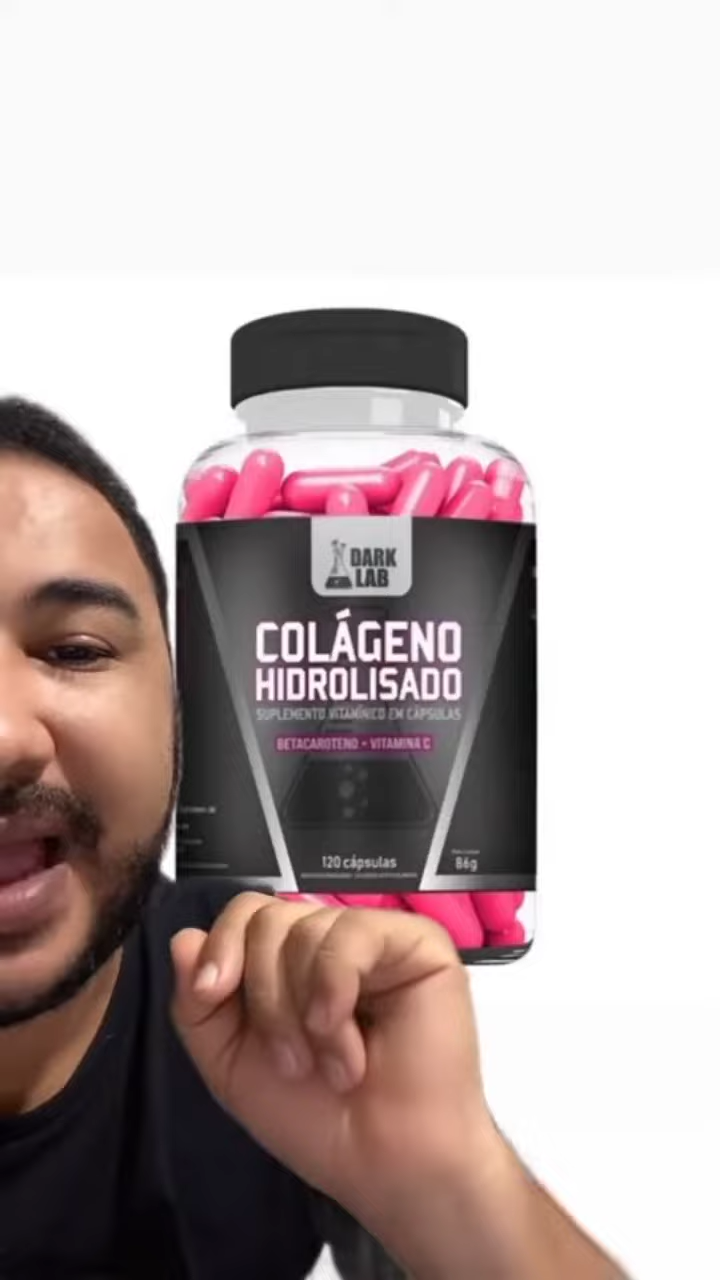 DARK
LAB
COLÁGENO
HIDROLISADO
SUPLEMENTO VITAMÍNICO EM CÁPSULAS
BETACAROTENO + VITAMINA C
120 cápsulas
86g